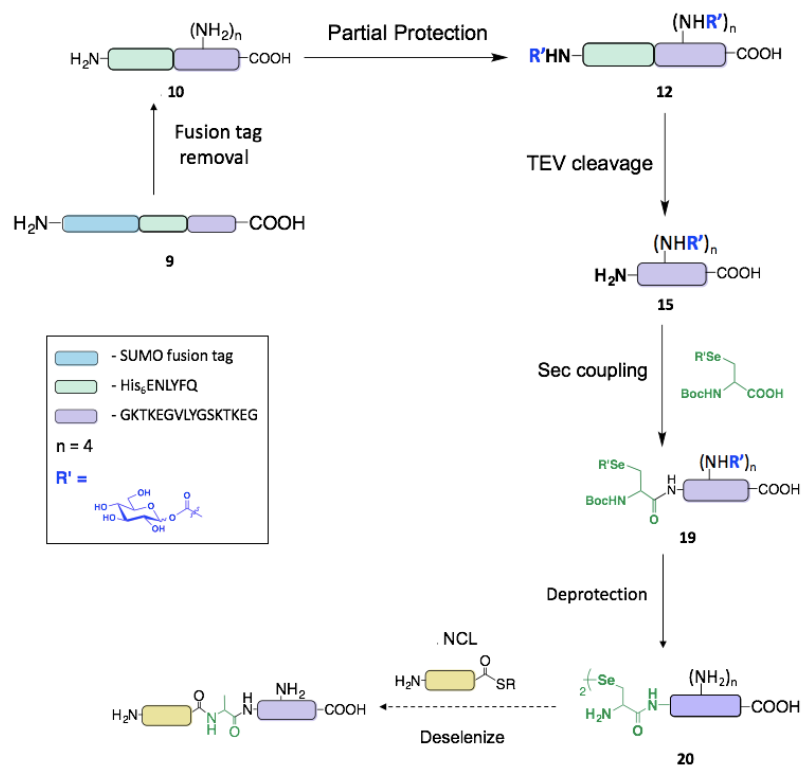 (NH₂)ₙ
H₂N
COOH
10
Partial Protection
(NHR')ₙ
R'HN
COOH
12
Fusion tag
removal
TEV cleavage
H₂N
COOH
9
(NHR')ₙ
H₂N
COOH
15
- SUMO fusion tag
- His₆ENLYFQ
- GKTKEGVLYGSKTKEG
n = 4
R' =
OH
HO
O
O
HO
O
OH
Sec coupling
R'Se
BocHN
COOH
R'Se
(NHR')ₙ
H
N
BocHN
O
COOH
19
Deprotection
NCL
O
H₂N
SR
Deselenize
NH₂
O
H
N
H₂N
N
H
O
COOH
2
Se
(NH₂)ₙ
H
N
H₂N
O
COOH
20